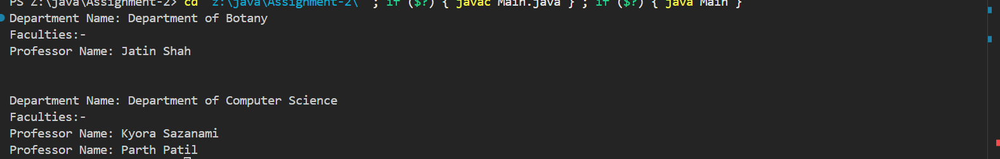 PS Z:\java\Assignment-2> cd "z:\java\Assignment-2\" ; if ($?) { javac Main.java } ; if ($?) { java Main }
Department Name: Department of Botany
Faculties:-
Professor Name: Jatin Shah
Department Name: Department of Computer Science
Faculties:-
Professor Name: Kyora Sazanami
Professor Name: Parth Patil